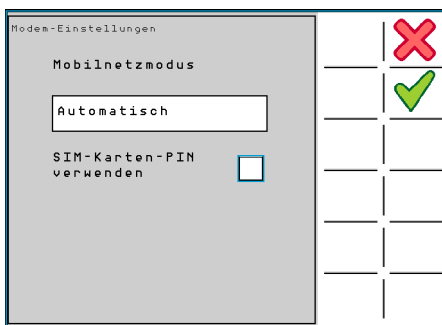 Modem-Einstellungen
Mobilnetzmodus
Automatisch
SIM-Karten-PIN
verwenden